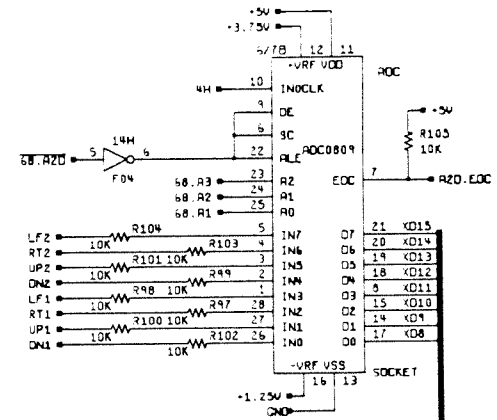 +5V
+3.75V
6/7B 12 11
+VRF VDD
ADC
4H 10 INOCLK
9 OE
6 SC
22 ALE
14H
68.A2D 5 6
F04
ADC0809
+5V
R105
10K
7
EOC A2D.EOC
68.A3 23 A2
68.A2 24 A1
68.A1 25 A0
LF2 10K R104 5 IN7 D7 21 XD15
RT2 10K R103 4 IN6 D6 20 XD14
UP2 10K R101 3 IN5 D5 19 XD13
DN2 10K R99 2 IN4 D4 18 XD12
LF1 10K R98 1 IN3 D3 8 XD11
RT1 10K R97 28 IN2 D2 15 XD10
UP1 10K R100 27 IN1 D1 14 XD9
DN1 10K R102 26 IN0 D0 17 XD8
-VRF VSS
SOCKET
+1.25V 16 13
GND